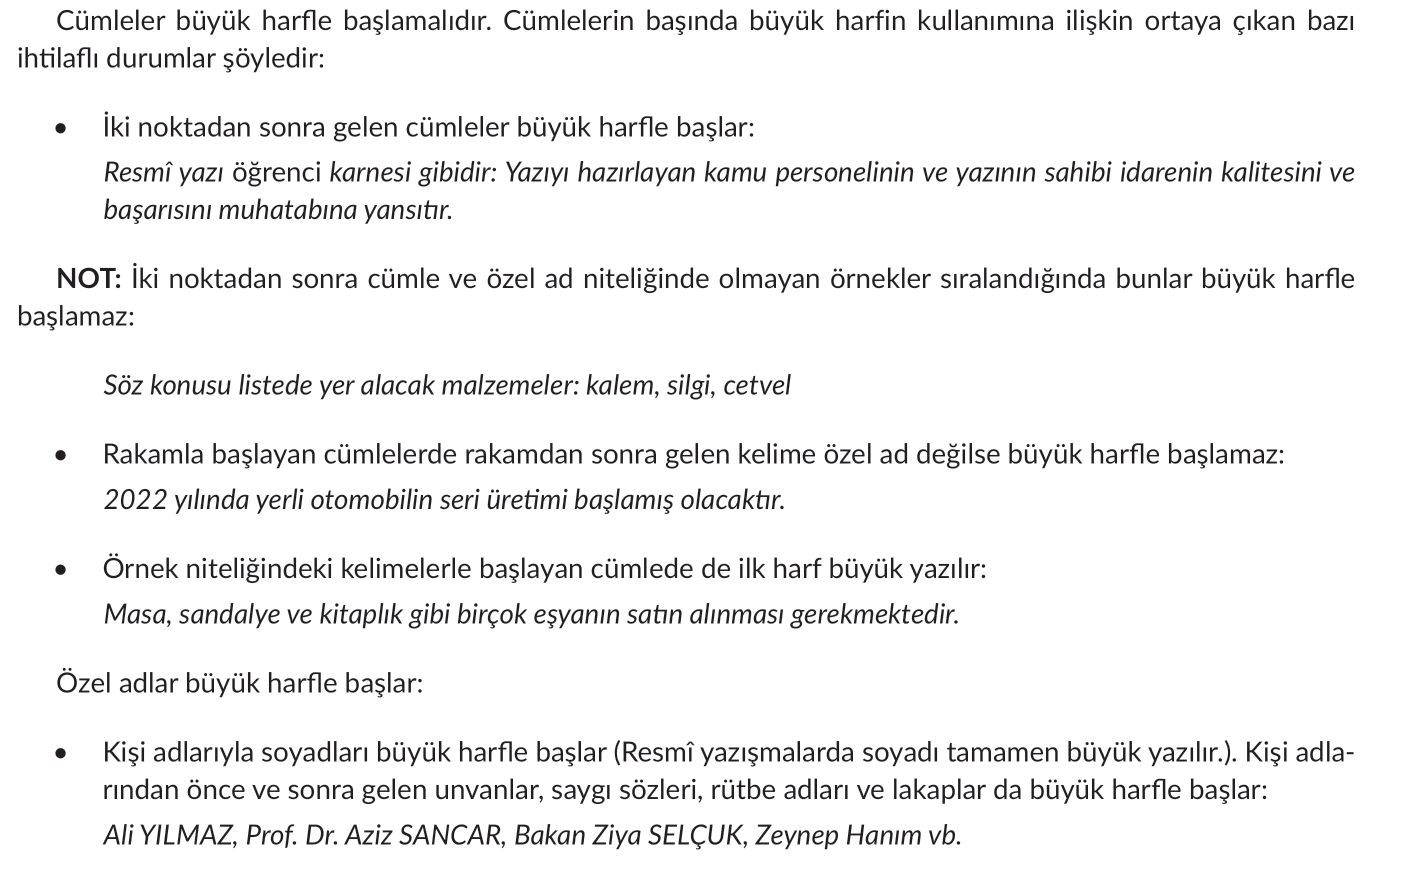 Cümleler büyük harfle başlamalıdır. Cümlelerin başında büyük harfin kullanımına ilişkin ortaya çıkan bazı
ihtilaflı durumlar şöyledir:
• İki noktadan sonra gelen cümleler büyük harfle başlar:
Resmî yazı öğrenci karnesi gibidir: Yazıyı hazırlayan kamu personelinin ve yazının sahibi idarenin kalitesini ve
başarısını muhatabına yansıtır.
NOT: İki noktadan sonra cümle ve özel ad niteliğinde olmayan örnekler sıralandığında bunlar büyük harfle
başlamaz:
Söz konusu listede yer alacak malzemeler: kalem, silgi, cetvel
• Rakamla başlayan cümlelerde rakamdan sonra gelen kelime özel ad değilse büyük harfle başlamaz:
2022 yılında yerli otomobilin seri üretimi başlamış olacaktır.
• Örnek niteliğindeki kelimelerle başlayan cümlede de ilk harf büyük yazılır:
Masa, sandalye ve kitaplık gibi birçok eşyanın satın alınması gerekmektedir.
Özel adlar büyük harfle başlar:
• Kişi adlarıyla soyadları büyük harfle başlar (Resmî yazışmalarda soyadı tamamen büyük yazılır.). Kişi adla-
rından önce ve sonra gelen unvanlar, saygı sözleri, rütbe adları ve lakaplar da büyük harfle başlar:
Ali YILMAZ, Prof. Dr. Aziz SANCAR, Bakan Ziya SELÇUK, Zeynep Hanım vb.